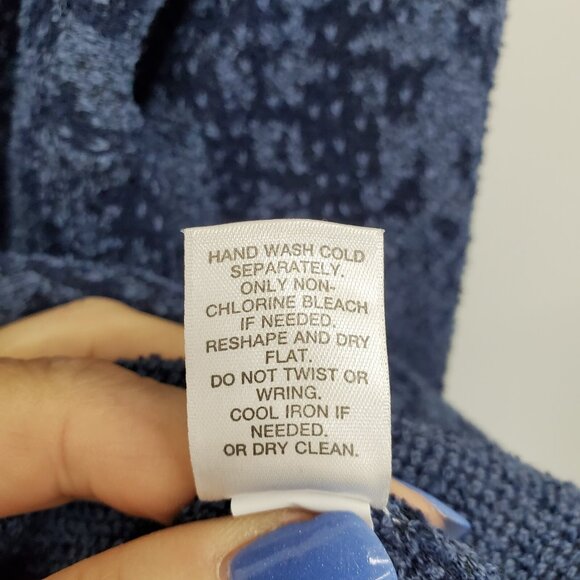 HAND WASH COLD
SEPARATELY.
ONLY NON-
CHLORINE BLEACH
IF NEEDED.
RESHAPE AND DRY
FLAT.
DO NOT TWIST OR
WRING.
COOL IRON IF
NEEDED.
OR DRY CLEAN.